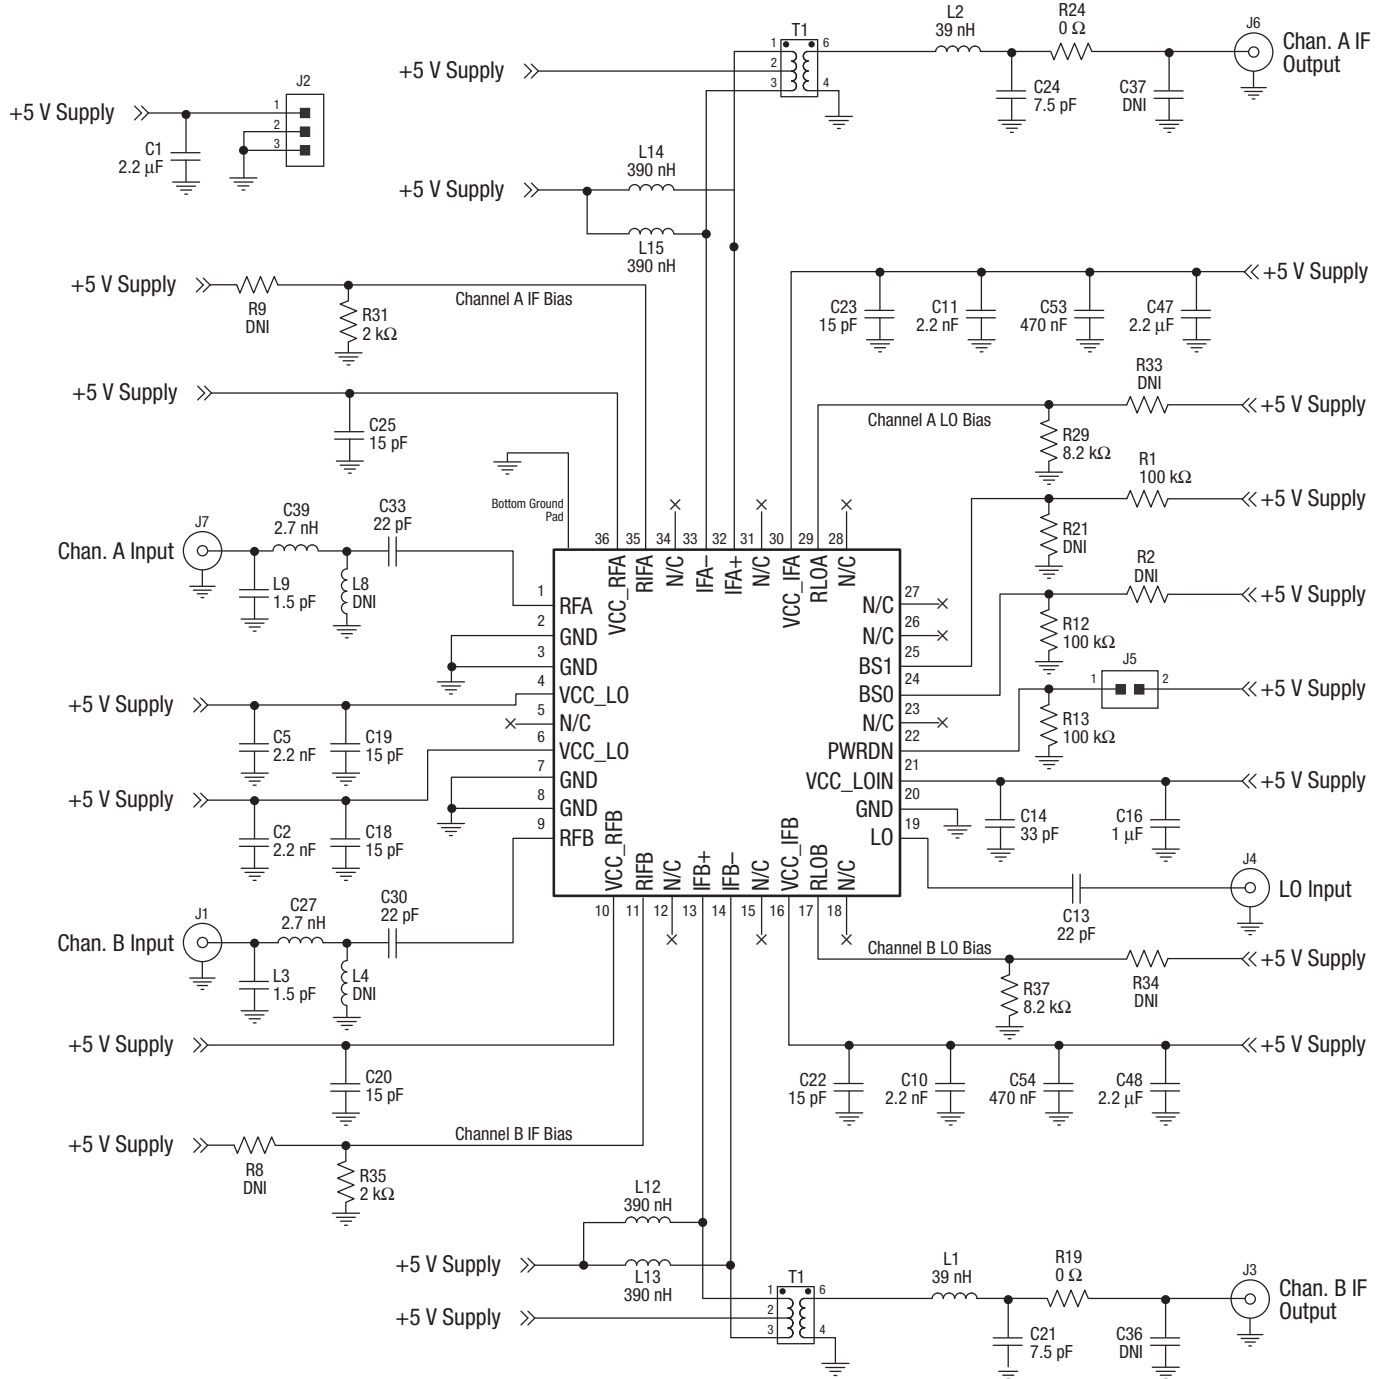 L2
39 nH
R24
0 Ω
J6
Chan. A IF
Output
T1
1
2
3
6
4
+5 V Supply
C24
7.5 pF
C37
DNI
J2
+5 V Supply
1
2
3
C1
2.2 µF
L14
390 nH
+5 V Supply
L15
390 nH
+5 V Supply
R9
DNI
R31
2 kΩ
Channel A IF Bias
+5 V Supply
C23
15 pF
C11
2.2 nF
C53
470 nF
C47
2.2 µF
+5 V Supply
C25
15 pF
R33
DNI
+5 V Supply
Channel A LO Bias
R29
8.2 kΩ
R1
100 kΩ
+5 V Supply
R21
DNI
R2
DNI
+5 V Supply
R12
100 kΩ
Bottom Ground
Pad
J7
Chan. A Input
C39
2.7 nH
C33
22 pF
L9
1.5 pF
L8
DNI
36
35
34
33
32
31
30
29
28
VCC_RFA
RIFA
N/C
IFA–
IFA+
N/C
VCC_IFA
RLOA
N/C
1
RFA
2
GND
3
GND
4
VCC_LO
5
N/C
6
VCC_LO
7
GND
8
GND
9
RFB
27
N/C
26
N/C
25
BS1
24
BS0
23
N/C
22
PWRDN
21
VCC_LOIN
20
GND
19
LO
J5
1
2
+5 V Supply
R13
100 kΩ
+5 V Supply
C14
33 pF
C16
1 µF
+5 V Supply
C5
2.2 nF
C19
15 pF
+5 V Supply
C2
2.2 nF
C18
15 pF
VCC_RFB
RIFB
N/C
IFB+
IFB–
N/C
VCC_IFB
RLOB
N/C
10
11
12
13
14
15
16
17
18
J4
LO Input
C13
22 pF
J1
Chan. B Input
C27
2.7 nH
C30
22 pF
L3
1.5 pF
L4
DNI
Channel B LO Bias
+5 V Supply
R34
DNI
R37
8.2 kΩ
+5 V Supply
C20
15 pF
+5 V Supply
C22
15 pF
C10
2.2 nF
C54
470 nF
C48
2.2 µF
+5 V Supply
R8
DNI
R35
2 kΩ
Channel B IF Bias
L12
390 nH
+5 V Supply
L13
390 nH
+5 V Supply
T1
1
2
3
6
4
L1
39 nH
R19
0 Ω
J3
Chan. B IF
Output
C21
7.5 pF
C36
DNI